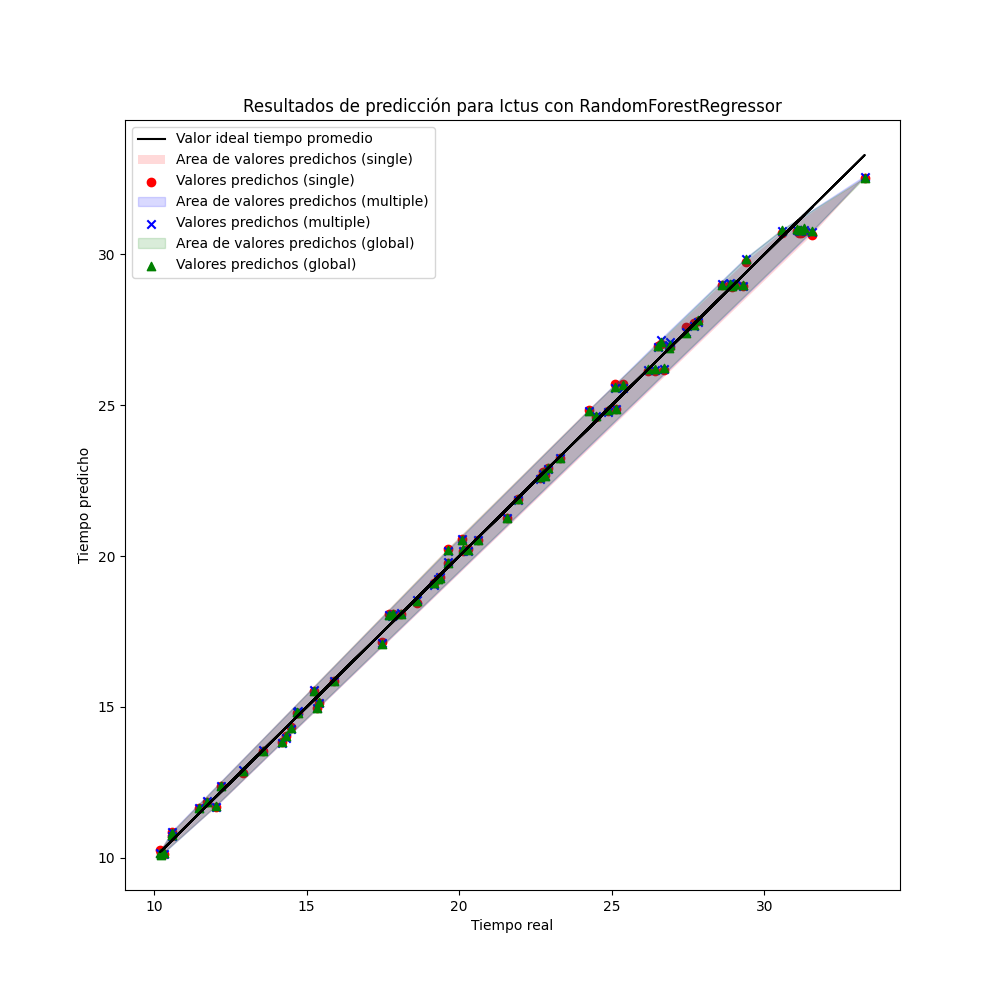 Resultados de predicción para Ictus con RandomForestRegressor
Valor ideal tiempo promedio
Area de valores predichos (single)
Valores predichos (single)
Area de valores predichos (multiple)
Valores predichos (multiple)
Area de valores predichos (global)
Valores predichos (global)
Tiempo predicho
30
25
20
15
10
10 15 20 25 30
Tiempo real